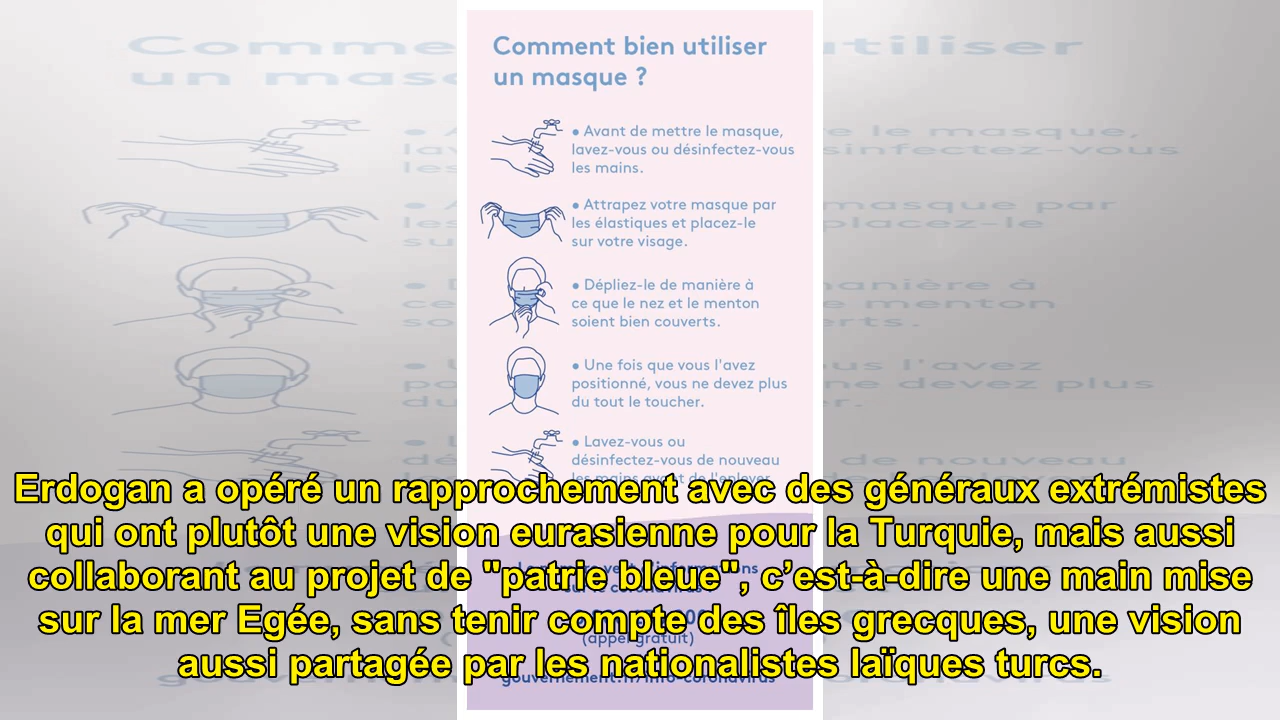 Comment bien utiliser
un masque ?
• Avant de mettre le masque,
lavez-vous ou désinfectez-vous
les mains.
• Attrapez votre masque par
les élastiques et placez-le
sur votre visage.
• Dépliez-le de manière à
ce que le nez et le menton
soient bien couverts.
• Une fois que vous l'avez
positionné, vous ne devez plus
du tout le toucher.
• Lavez-vous ou
désinfectez-vous de nouveau
les mains avant de l'enlever.
Erdogan a opéré un rapprochement avec des généraux extrémistes
qui ont plutôt une vision eurasienne pour la Turquie, mais aussi
collaborant au projet de "patrie bleue", c’est-à-dire une main mise
sur la mer Egée, sans tenir compte des îles grecques, une vision
(appel gratuit)
aussi partagée par les nationalistes laïques turcs.
gouvernement.fr/info-coronavirus